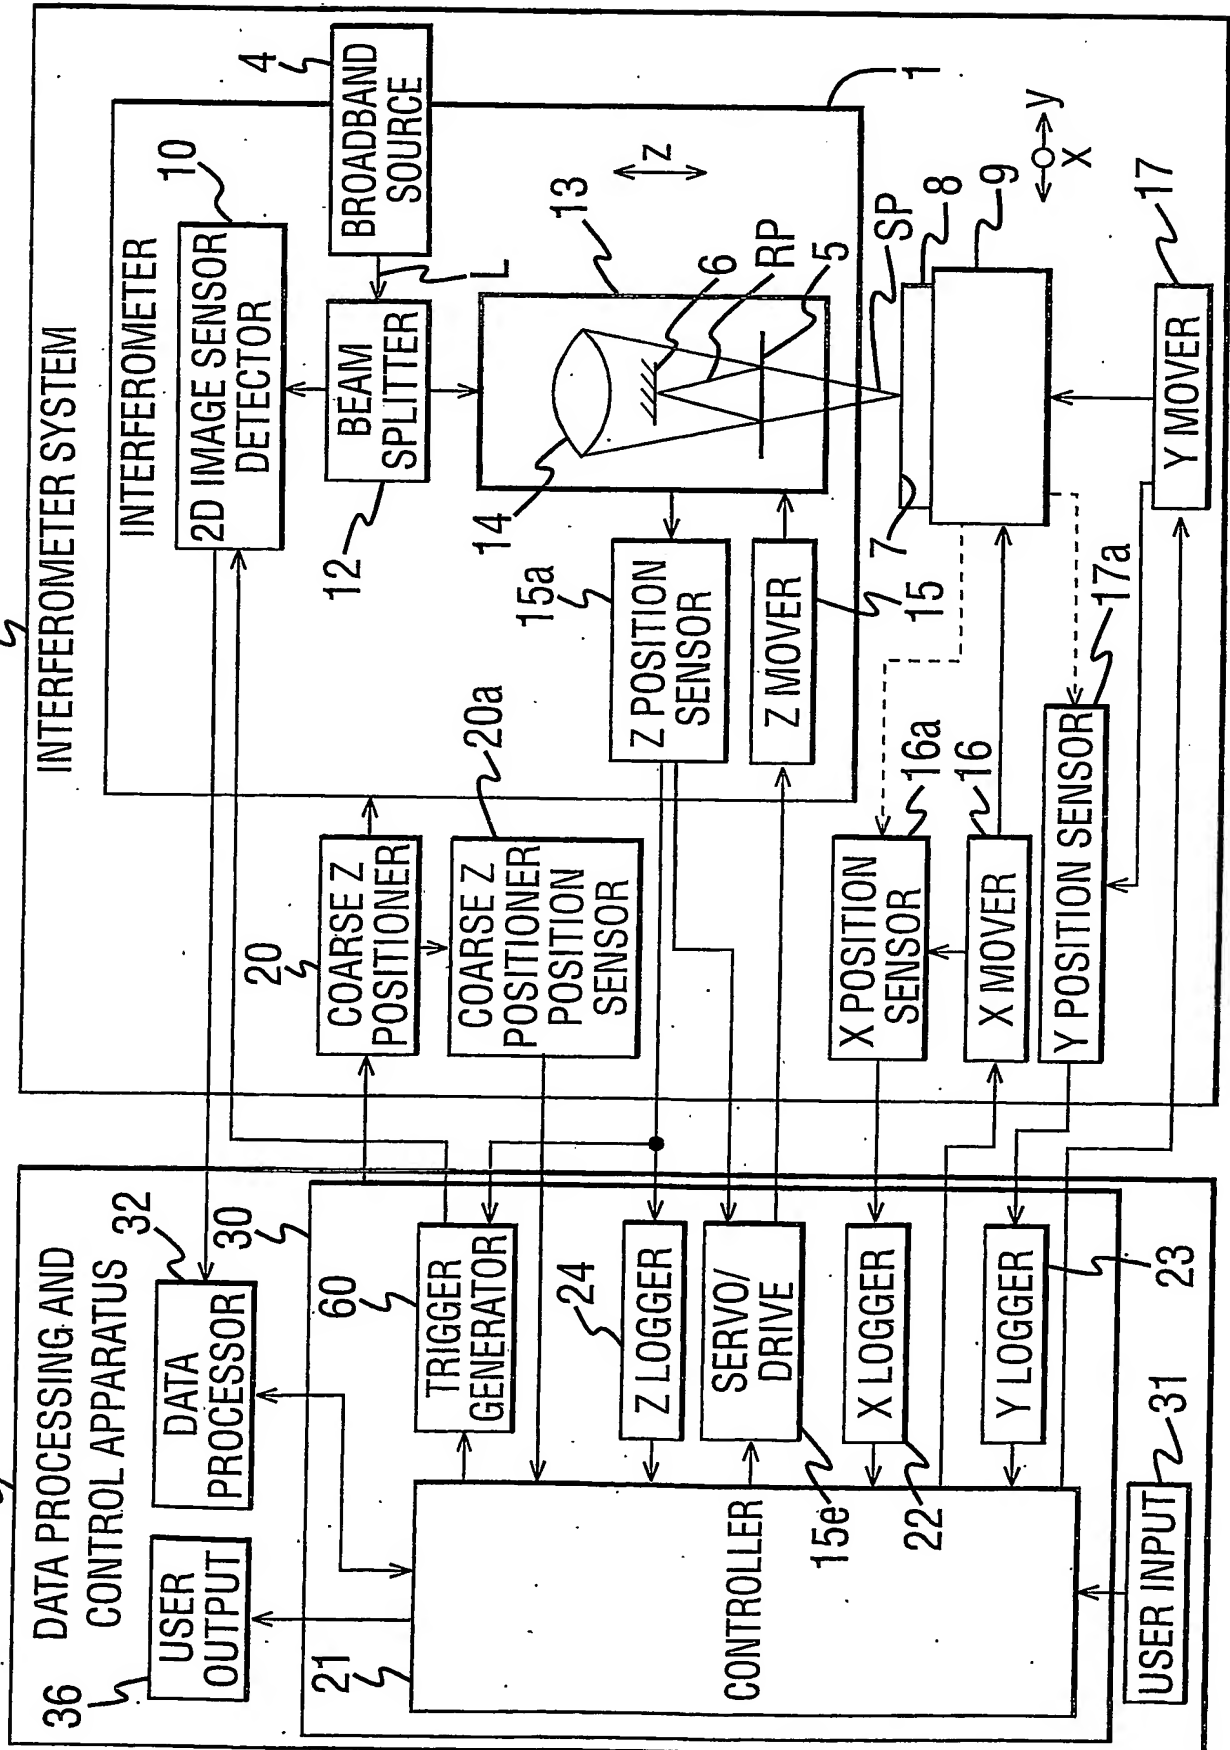 INTERFEROMETER SYSTEM
INTERFEROMETER
10
2D IMAGE SENSOR
DETECTOR
4
BROADBAND
SOURCE
L
12
BEAM
SPLITTER
1
13
14
6
RP
5
Z
SP
7
8
9
y
X
15a
Z POSITION
SENSOR
Z MOVER
15
20
COARSE Z
POSITIONER
20a
COARSE Z
POSITIONER
POSITION
SENSOR
X POSITION
SENSOR
16a
X MOVER
16
Y POSITION SENSOR
17a
Y MOVER
17
DATA PROCESSING AND
CONTROL APPARATUS
32
DATA
PROCESSOR
36
USER
OUTPUT
30
60
TRIGGER
GENERATOR
24
Z LOGGER
SERVO/
DRIVE
15e
X LOGGER
22
Y LOGGER
23
21
CONTROLLER
USER INPUT
31